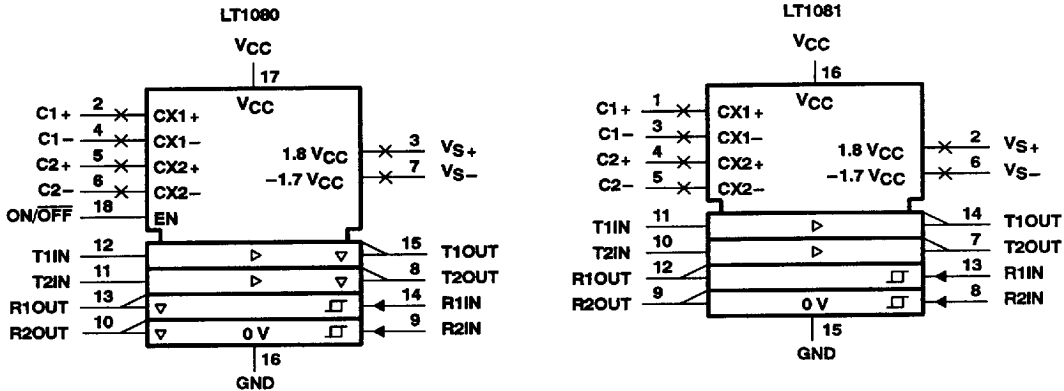 LT1080
VCC
17
VCC
C1+ 2 CX1+
C1− 4 CX1−
C2+ 5 CX2+
C2− 6 CX2−
ON/OFF 18 EN
1.8 VCC 3 VS+
−1.7 VCC 7 VS−
T1IN 12 15 T1OUT
T2IN 11 8 T2OUT
R1OUT 13 14 R1IN
R2OUT 10 0 V 9 R2IN
16
GND
LT1081
VCC
16
VCC
C1+ 1 CX1+
C1− 3 CX1−
C2+ 4 CX2+
C2− 5 CX2−
1.8 VCC 2 VS+
−1.7 VCC 6 VS−
T1IN 11 14 T1OUT
T2IN 10 7 T2OUT
R1OUT 12 13 R1IN
R2OUT 9 0 V 8 R2IN
15
GND